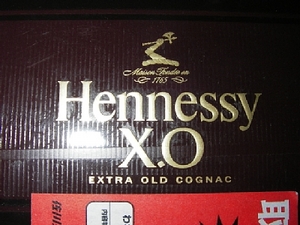 Maison Fondée en
1765
Hennessy
X.O
EXTRA OLD COGNAC